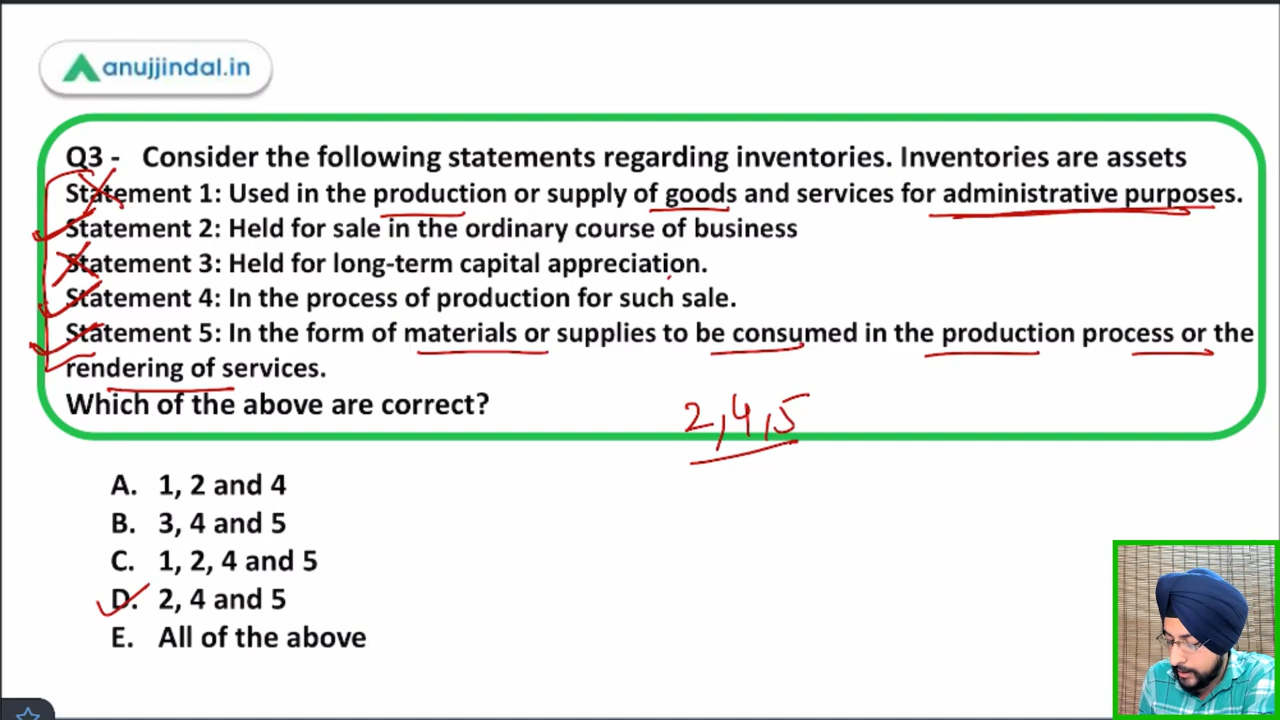 anujjindal.in
Q3 - Consider the following statements regarding inventories. Inventories are assets
Statement 1: Used in the production or supply of goods and services for administrative purposes.
Statement 2: Held for sale in the ordinary course of business
Statement 3: Held for long-term capital appreciation.
Statement 4: In the process of production for such sale.
Statement 5: In the form of materials or supplies to be consumed in the production process or the
rendering of services.
Which of the above are correct?
2,4,5
A. 1, 2 and 4
B. 3, 4 and 5
C. 1, 2, 4 and 5
D. 2, 4 and 5
E. All of the above